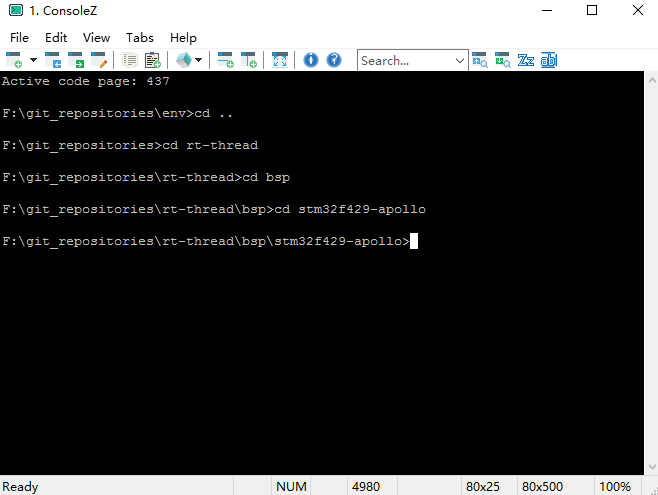 1. ConsoleZ
File Edit View Tabs Help
Search...
Zz ab
Active code page: 437
F:\git_repositories\env>cd ..
F:\git_repositories>cd rt-thread
F:\git_repositories\rt-thread>cd bsp
F:\git_repositories\rt-thread\bsp>cd stm32f429-apollo
F:\git_repositories\rt-thread\bsp\stm32f429-apollo>
Ready NUM 4980 80x25 80x500 100%